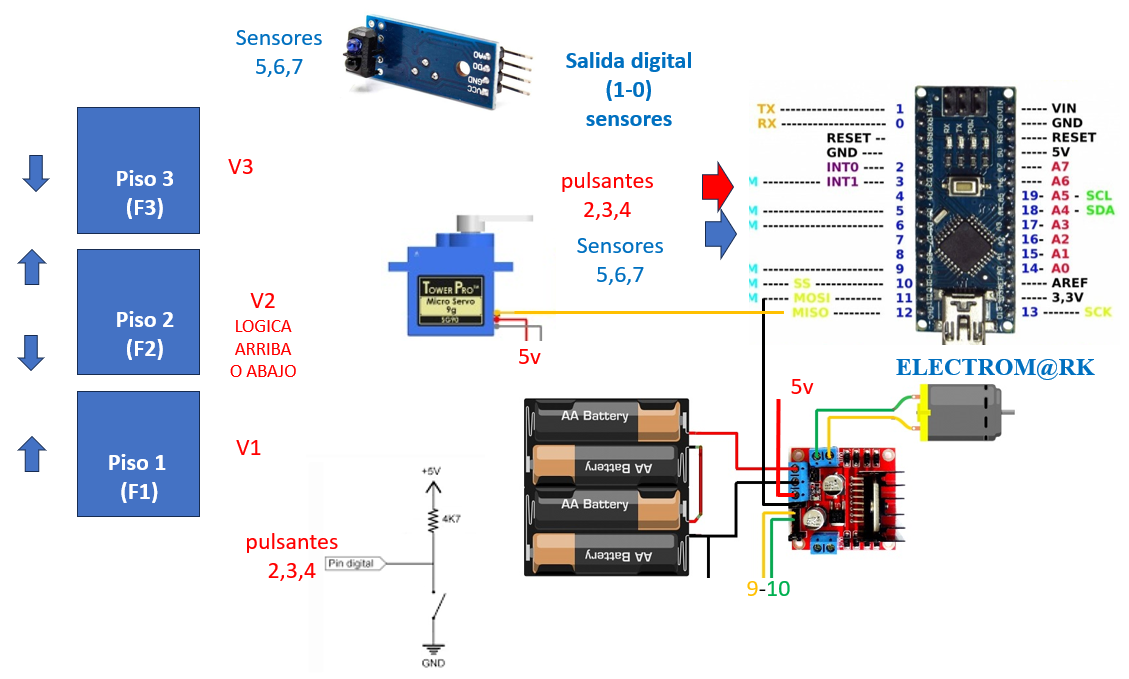 Sensores
5,6,7
Salida digital
(1-0)
sensores
AO
DO
GND
VCC
Piso 3
(F3)
V3
Piso 2
(F2)
V2
LOGICA
ARRIBA
O ABAJO
Piso 1
(F1)
V1
pulsantes
2,3,4
Sensores
5,6,7
TOWER PRO
Micro Servo
9g
SG90
5v
TX 1
RX 0
RESET
GND
INT0 2
M INT1 3
4
M 5
M 6
7
8
M 9
M SS 10
M MOSI 11
MISO 12
VIN
GND
RESET
5V
A7
A6
19- A5 - SCL
18- A4 - SDA
17- A3
16- A2
15- A1
14- A0
AREF
3,3V
13 SCK
ELECTROM@RK
5v
AA Battery
AA Battery
AA Battery
AA Battery
9-10
+5V
4K7
pulsantes
2,3,4
Pin digital
GND